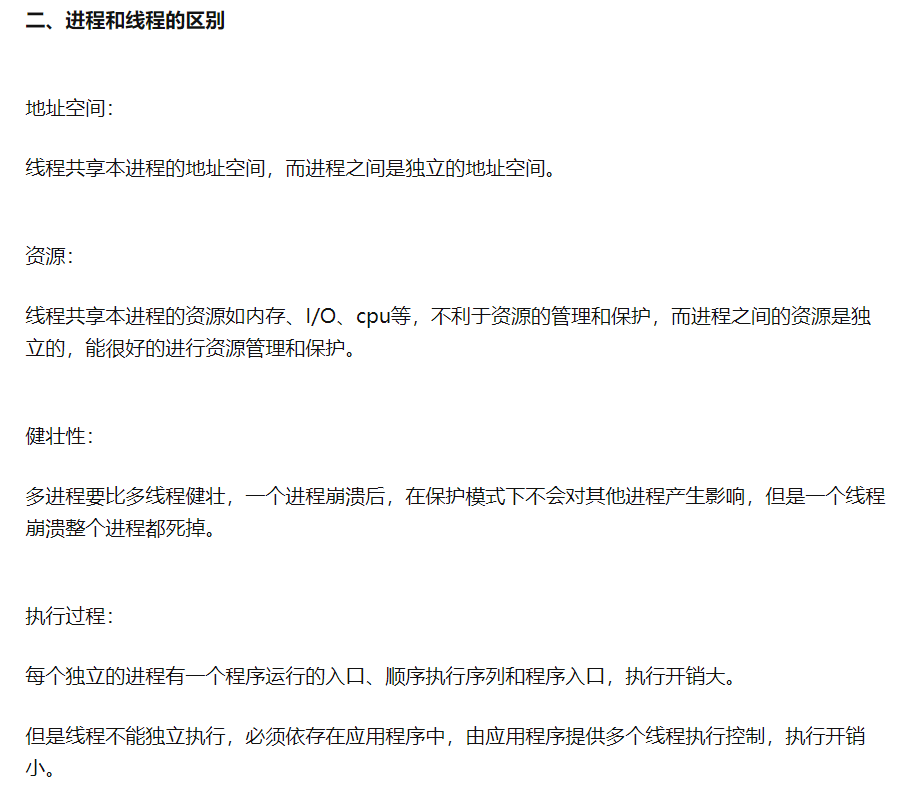 二、进程和线程的区别
地址空间：
线程共享本进程的地址空间，而进程之间是独立的地址空间。
资源：
线程共享本进程的资源如内存、I/O、cpu等，不利于资源的管理和保护，而进程之间的资源是独
立的，能很好的进行资源管理和保护。
健壮性：
多进程要比多线程健壮，一个进程崩溃后，在保护模式下不会对其他进程产生影响，但是一个线程
崩溃整个进程都死掉。
执行过程：
每个独立的进程有一个程序运行的入口、顺序执行序列和程序入口，执行开销大。
但是线程不能独立执行，必须依存在应用程序中，由应用程序提供多个线程执行控制，执行开销
小。